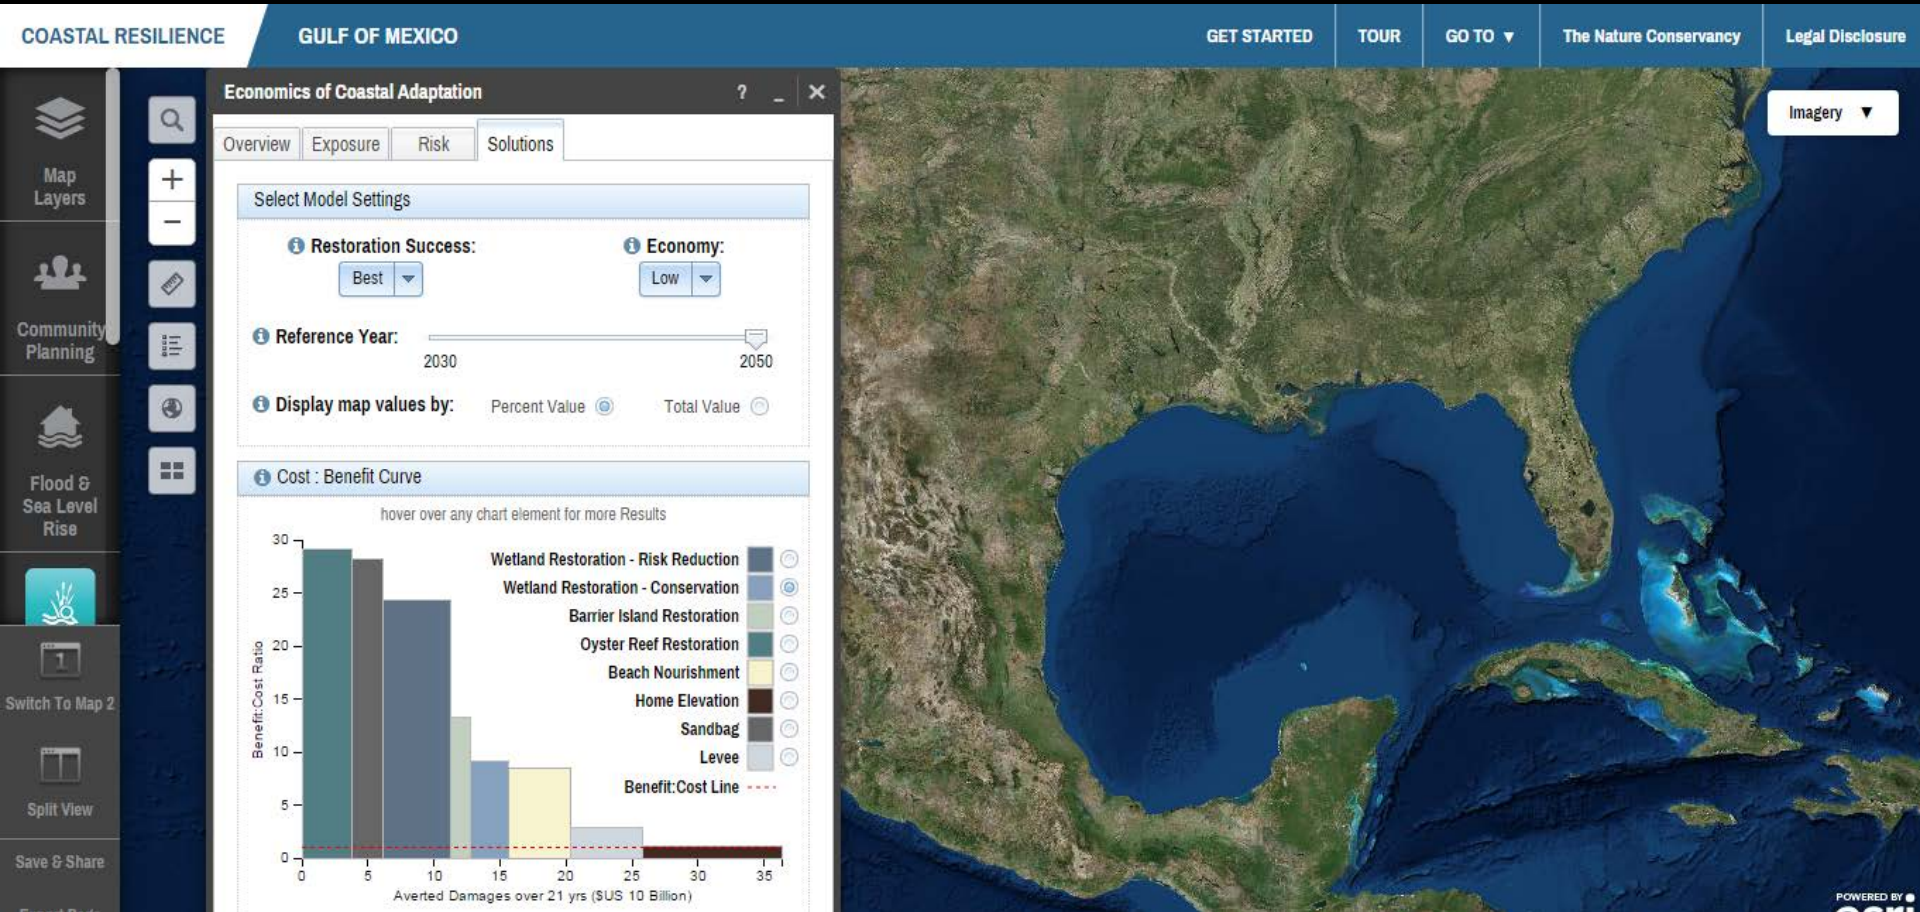 COASTAL RESILIENCE
GULF OF MEXICO
GET STARTED
TOUR
GO TO ▼
The Nature Conservancy
Legal Disclosure
Map
Layers
Community
Planning
Flood &
Sea Level
Rise
1
Switch To Map 2
Split View
Save & Share
Economics of Coastal Adaptation
? _ ×
Overview
Exposure
Risk
Solutions
Select Model Settings
Restoration Success:
Best
Economy:
Low
Reference Year:
2030
2050
Display map values by:
Percent Value
Total Value
Cost : Benefit Curve
hover over any chart element for more Results
Benefit:Cost Ratio
30
25
20
15
10
5
0
Wetland Restoration - Risk Reduction
Wetland Restoration - Conservation
Barrier Island Restoration
Oyster Reef Restoration
Beach Nourishment
Home Elevation
Sandbag
Levee
Benefit:Cost Line
0 5 10 15 20 25 30 35
Averted Damages over 21 yrs ($US 10 Billion)
Imagery ▼
POWERED BY